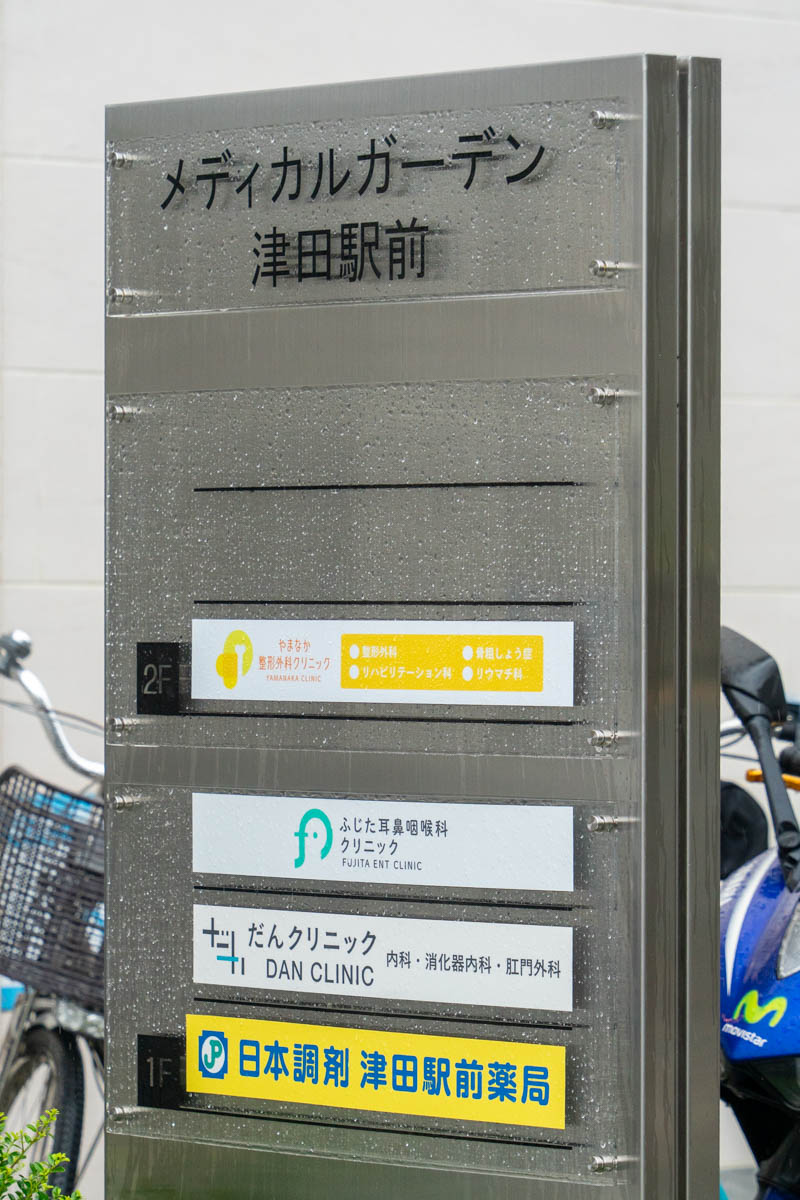 メディカルガーデン
津田駅前
2F
やまなか
整形外科クリニック
YAMANAKA CLINIC
●整形外科 ●骨粗しょう症
●リハビリテーション科 ●リウマチ科
ふじた耳鼻咽喉科
クリニック
FUJITA ENT CLINIC
だんクリニック
DAN CLINIC
内科・消化器内科・肛門外科
1F
JP 日本調剤 津田駅前薬局
movistar